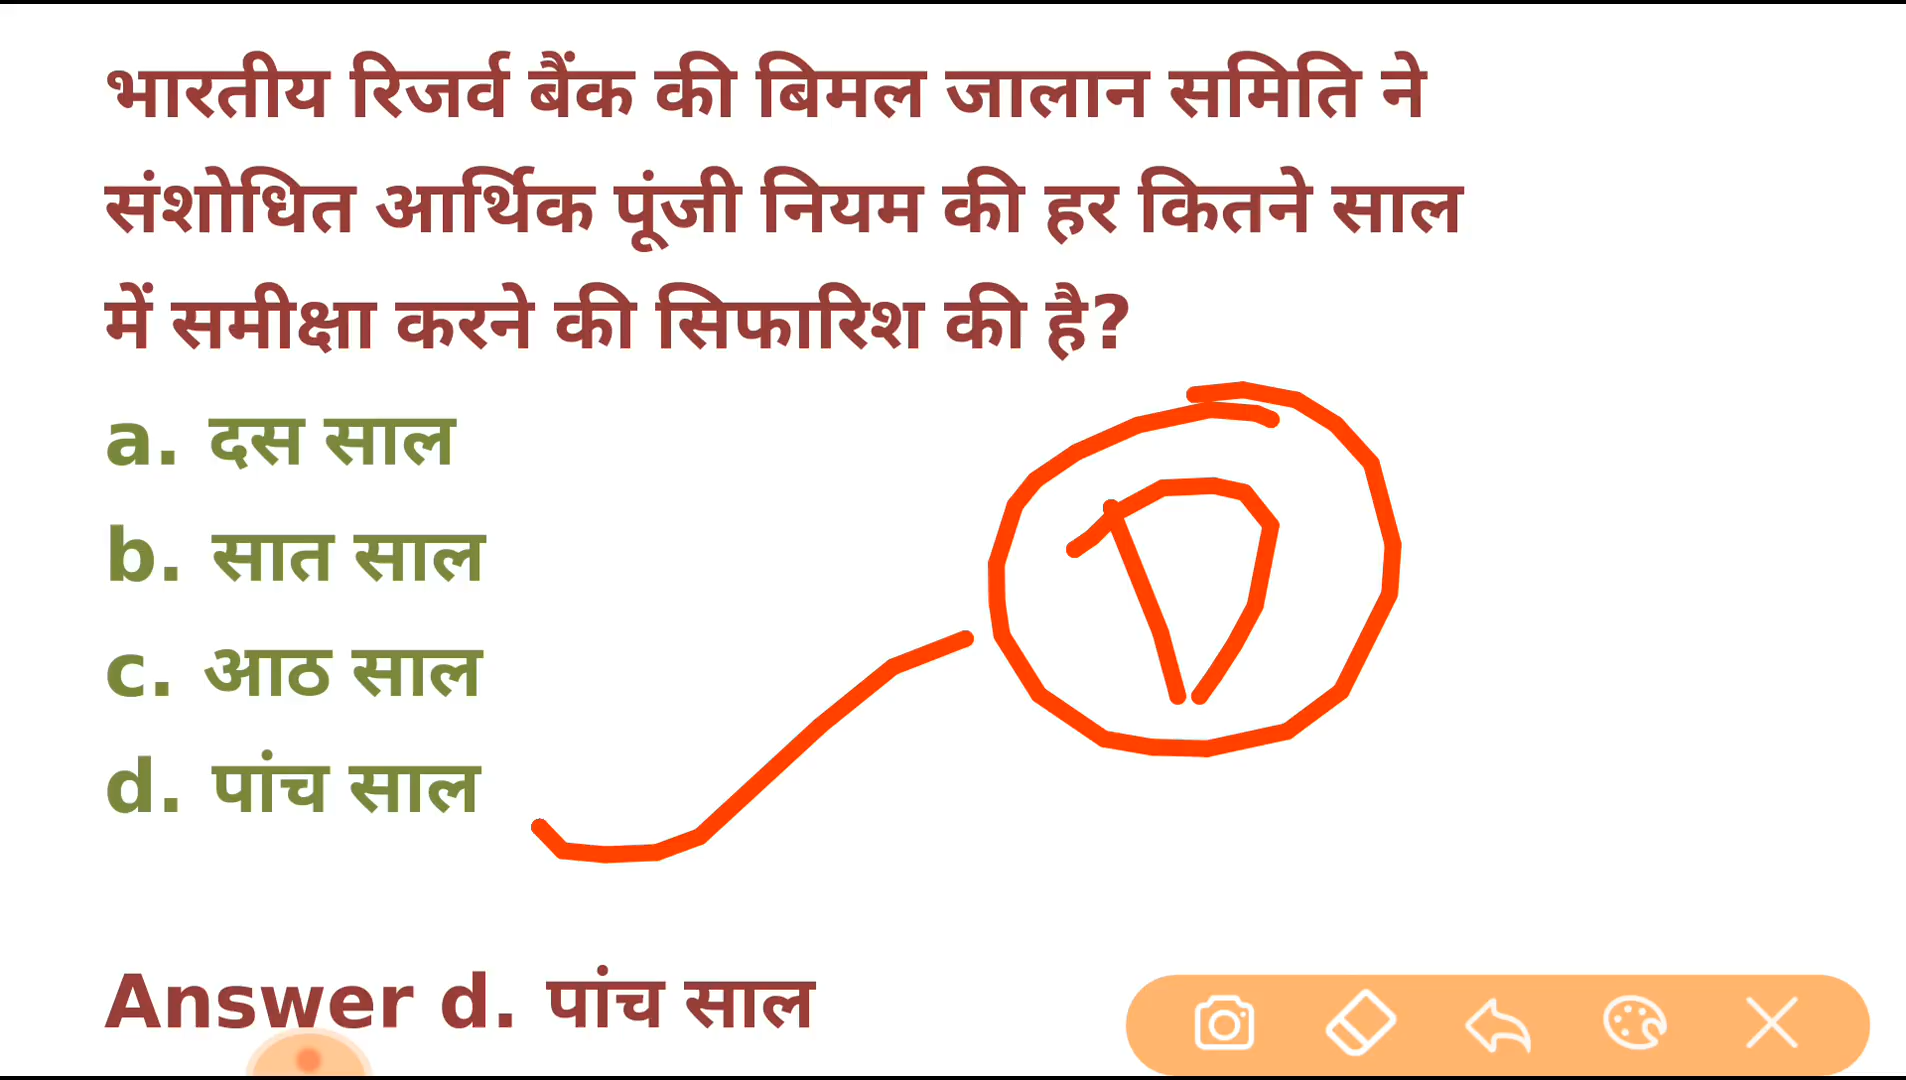 भारतीय रिजर्व बैंक की बिमल जालान समिति ने
संशोधित आर्थिक पूंजी नियम की हर कितने साल
में समीक्षा करने की सिफारिश की है?
a. दस साल
b. सात साल
c. आठ साल
d. पांच साल
D
Answer d. पांच साल